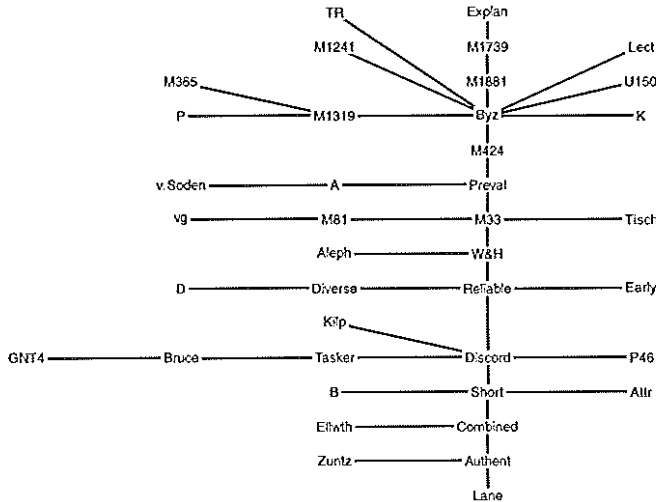 TR Explan
M1241 M1739 Lect
M365 M1881 U150
P M1319 Byz K
M424
v.Soden A Preval
vg M81 M33 Tisch
Aleph W&H
D Diverse Reliable Early
Kilp
GNT4 Bruce Tasker Discord P46
B Short Attr
Ellwth Combined
Zuntz Authent
Lane